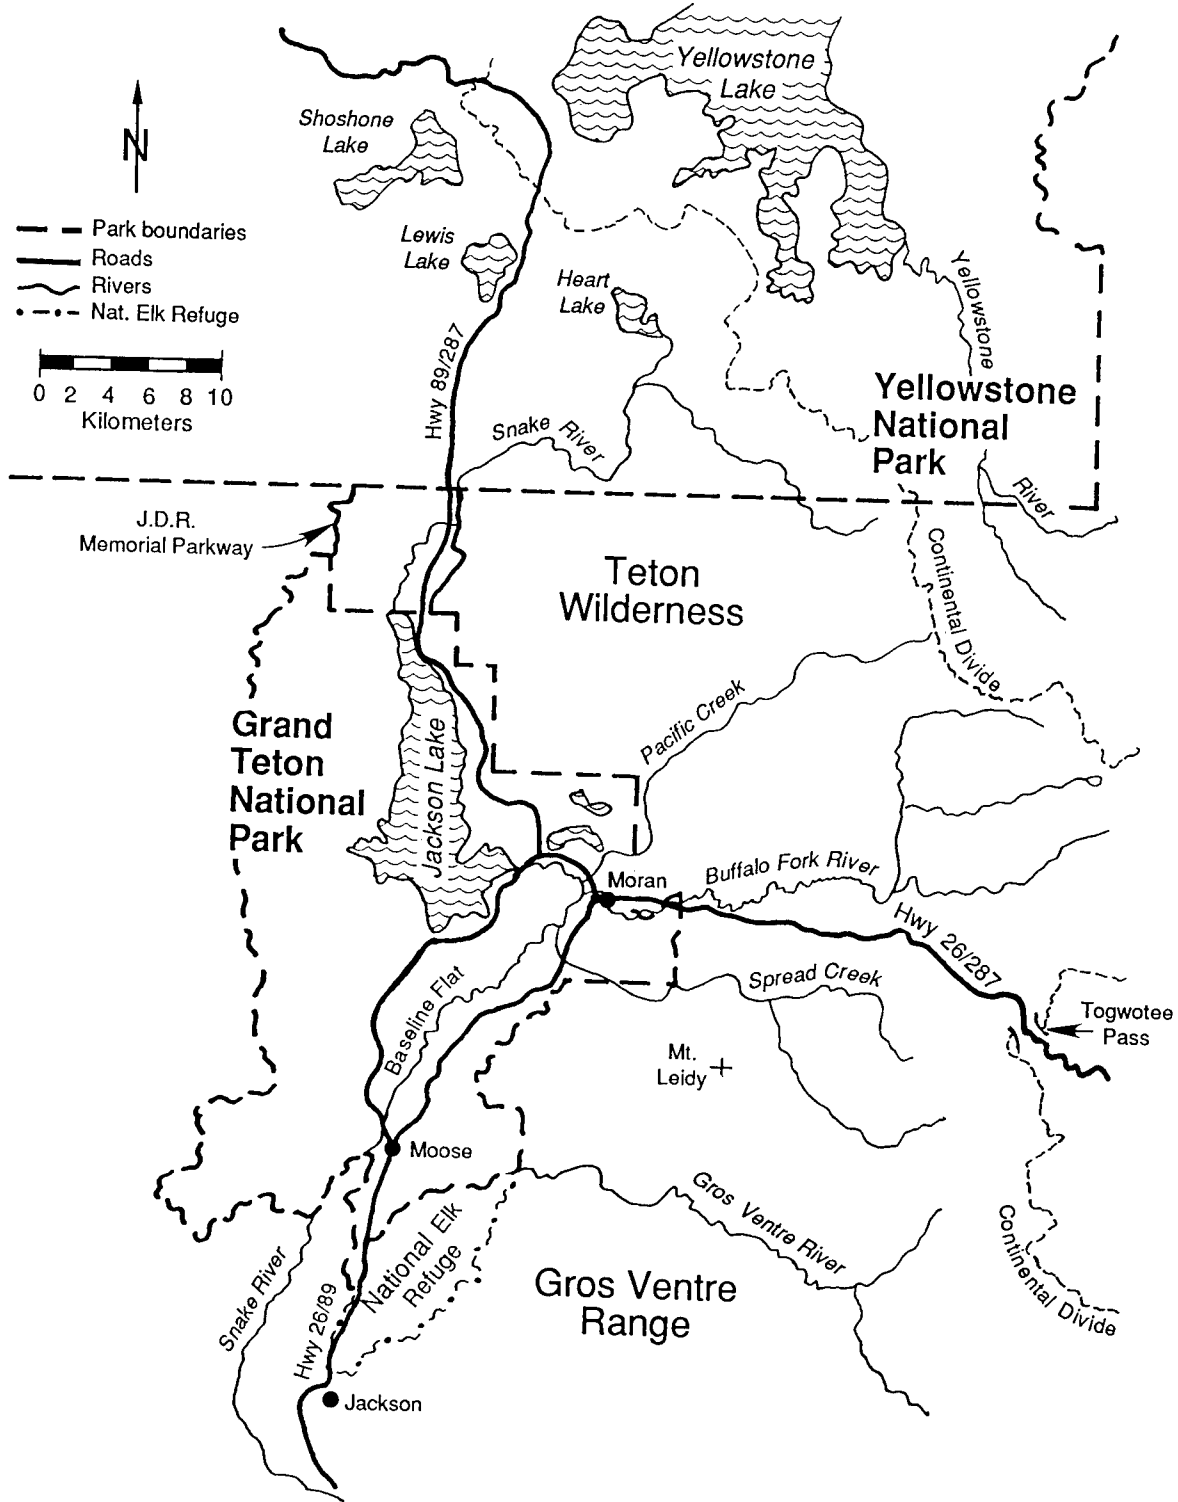 Yellowstone
Lake
Shoshone
Lake
N
Park boundaries
Roads
Rivers
Nat. Elk Refuge
0 2 4 6 8 10
Kilometers
Lewis
Lake
Heart
Lake
Yellowstone
Hwy 89/287
Snake River
Yellowstone
National
Park
River
J.D.R.
Memorial Parkway
Teton
Wilderness
Continental Divide
Pacific Creek
Grand
Teton
National
Park
Jackson Lake
Moran
Buffalo Fork River
Hwy 26/287
Baseline Flat
Spread Creek
Togwotee
Pass
Mt.
Leidy
Moose
National Elk
Refuge
Gros Ventre River
Continental Divide
Snake River
Hwy 26/89
Gros Ventre
Range
Jackson